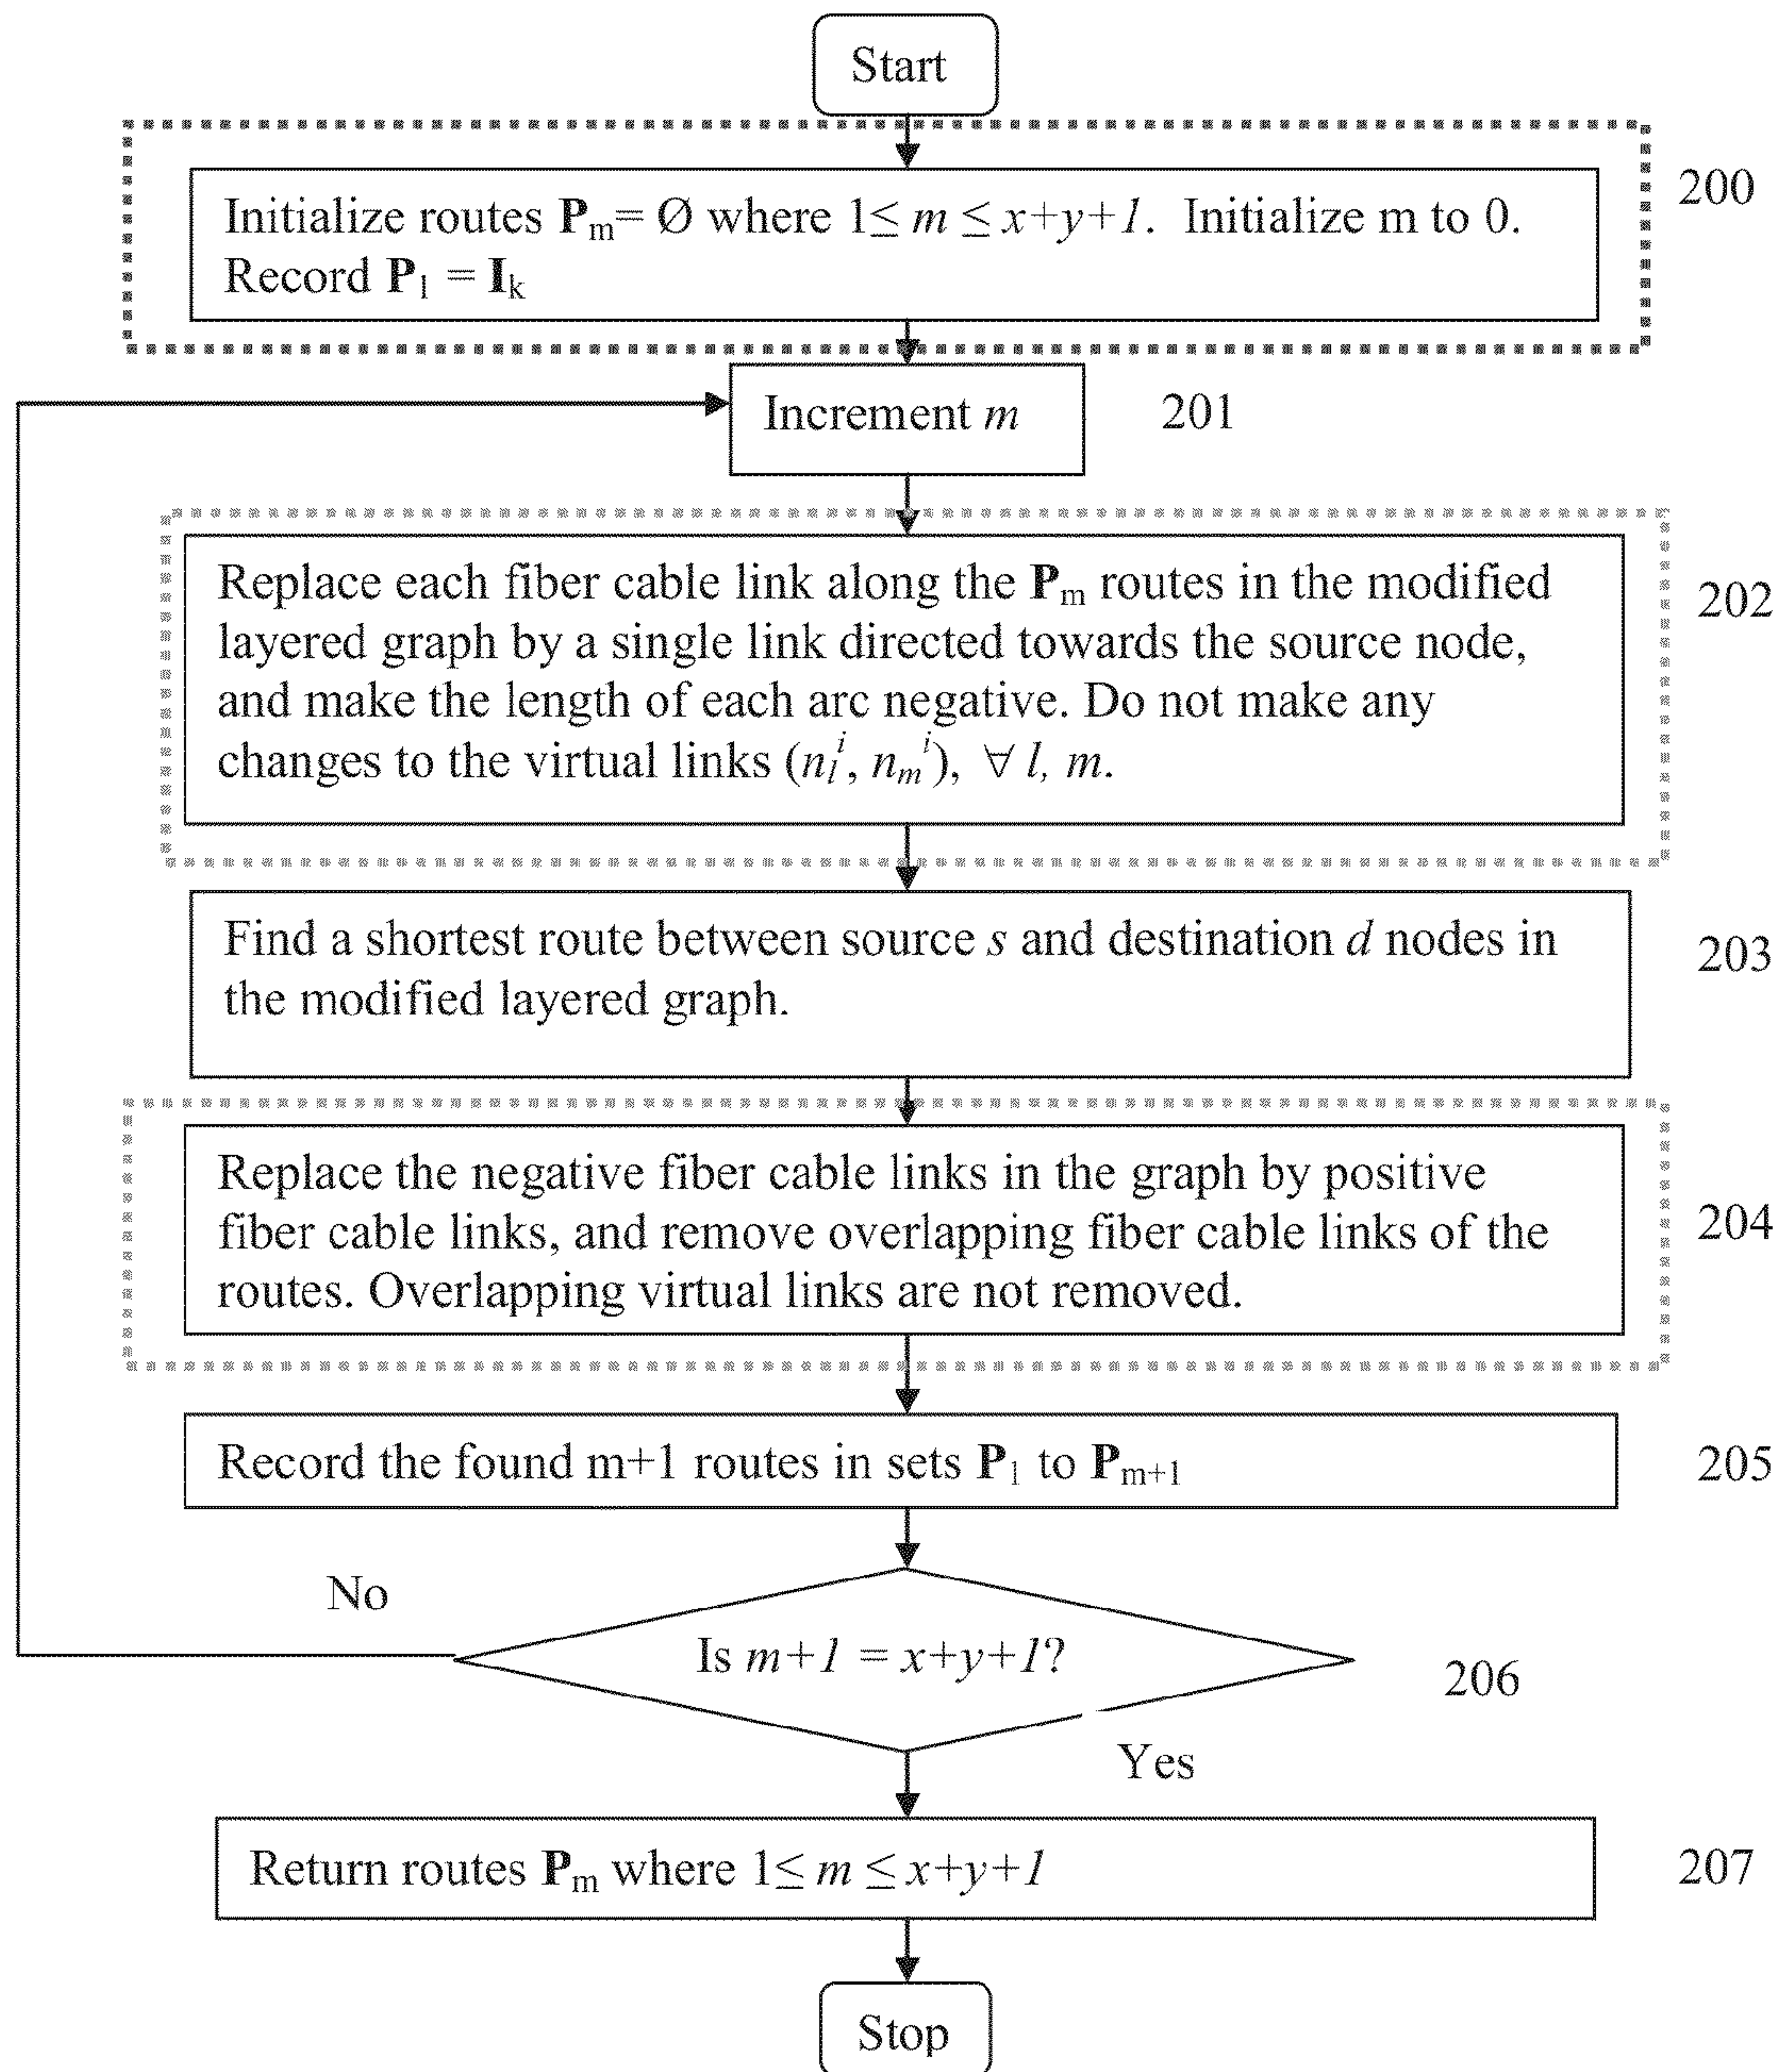 Start
Initialize routes Pm= Ø where 1≤ m ≤ x+y+1. Initialize m to 0.
Record P1 = Ik
200
Increment m
201
Replace each fiber cable link along the Pm routes in the modified
layered graph by a single link directed towards the source node,
and make the length of each arc negative. Do not make any
changes to the virtual links (nl^i, nm^i), ∀ l, m.
202
Find a shortest route between source s and destination d nodes in
the modified layered graph.
203
Replace the negative fiber cable links in the graph by positive
fiber cable links, and remove overlapping fiber cable links of the
routes. Overlapping virtual links are not removed.
204
Record the found m+1 routes in sets P1 to Pm+1
205
No
Is m+1 = x+y+1?
206
Yes
Return routes Pm where 1≤ m ≤ x+y+1
207
Stop